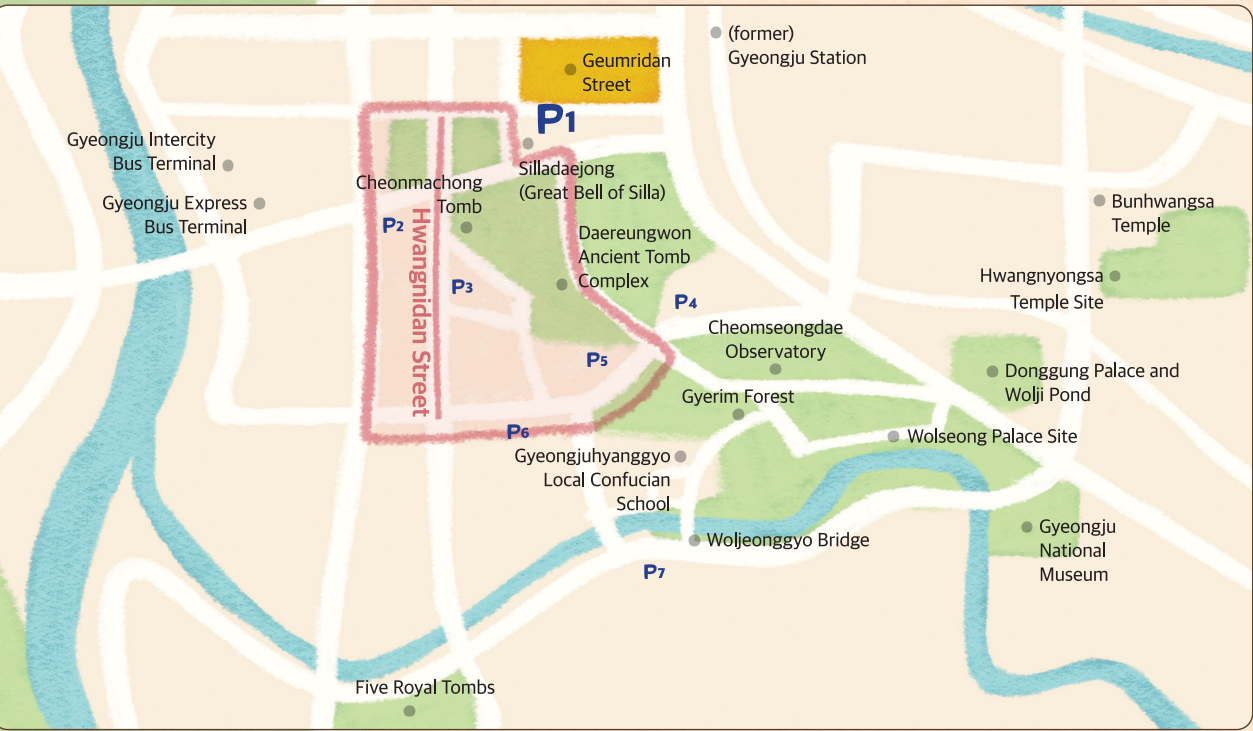 (former)
Gyeongju Station
Geumridan
Street
P1
Gyeongju Intercity
Bus Terminal
Gyeongju Express
Bus Terminal
Cheonmachong
Tomb
Silladaejong
(Great Bell of Silla)
P2
Hwangnidan Street
P3
Daereungwon
Ancient Tomb
Complex
P4
Bunhwangsa
Temple
Hwangnyongsa
Temple Site
Cheomseongdae
Observatory
P5
Donggung Palace and
Wolji Pond
Gyerim Forest
P6
Wolseong Palace Site
Gyeongjuhyanggyo
Local Confucian
School
Woljeonggyo Bridge
Gyeongju
National
Museum
P7
Five Royal Tombs